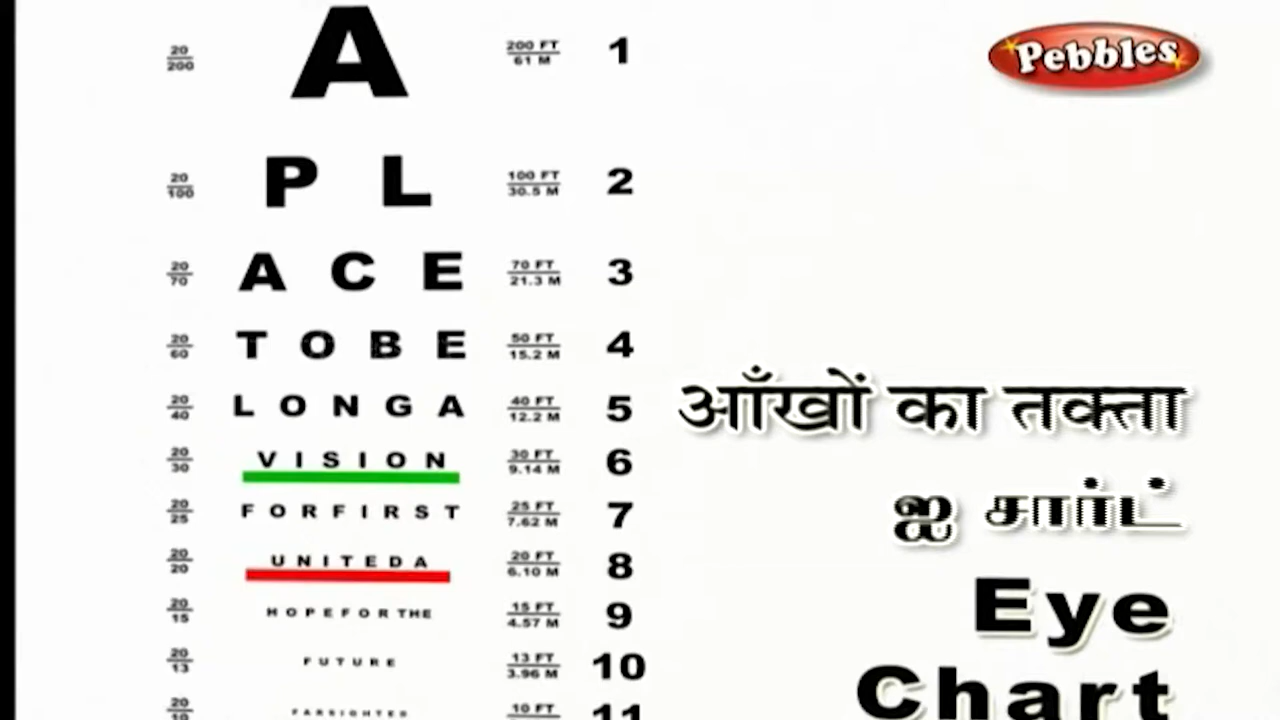 Pebbles
20/200 A 200 FT/61 M 1
20/100 P L 100 FT/30.5 M 2
20/70 A C E 70 FT/21.3 M 3
20/60 T O B E 50 FT/15.2 M 4
20/40 L O N G A 40 FT/12.2 M 5
20/30 V I S I O N 30 FT/9.14 M 6
20/25 F O R F I R S T 25 FT/7.62 M 7
20/20 U N I T E D A 20 FT/6.10 M 8
20/15 H O P E F O R THE 15 FT/4.57 M 9
20/13 F U T U R E 13 FT/3.96 M 10
20/10 F A R S I G H T E D 10 FT 11
आँखों का तक्ता
ஐ சார்ட்
Eye
Chart